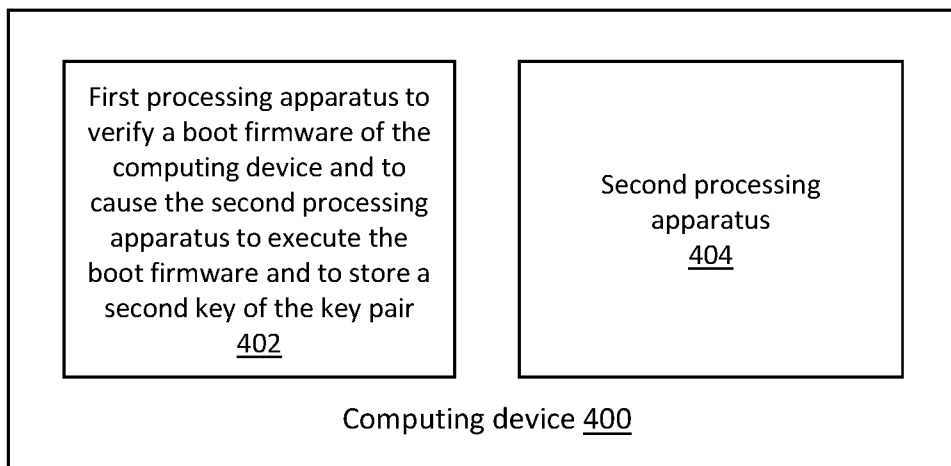 First processing apparatus to
verify a boot firmware of the
computing device and to
cause the second processing
apparatus to execute the
boot firmware and to store a
second key of the key pair
402
Second processing
apparatus
404
Computing device 400